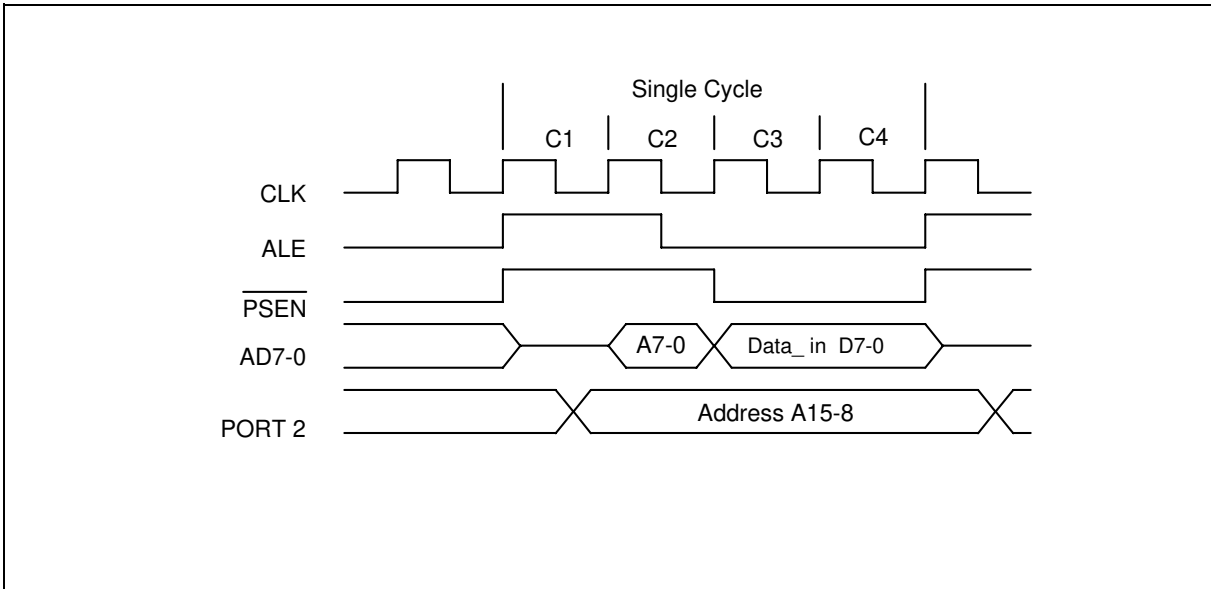 Single Cycle
C1 C2 C3 C4
CLK
ALE
PSEN
AD7-0 A7-0 Data_ in D7-0
PORT 2 Address A15-8